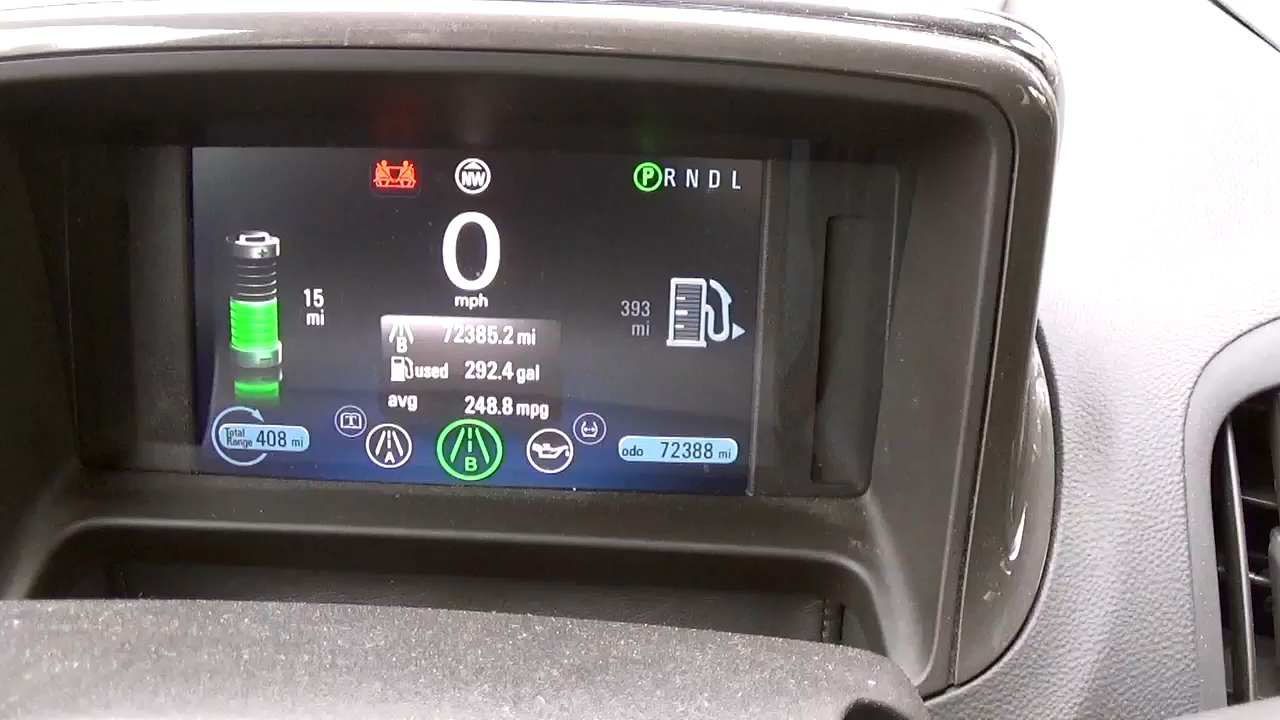 NW
P R N D L
0
mph
15
mi
393
mi
B
72385.2 mi
used 292.4 gal
avg 248.8 mpg
Total
Range 408 mi
A
B
odo 72388 mi